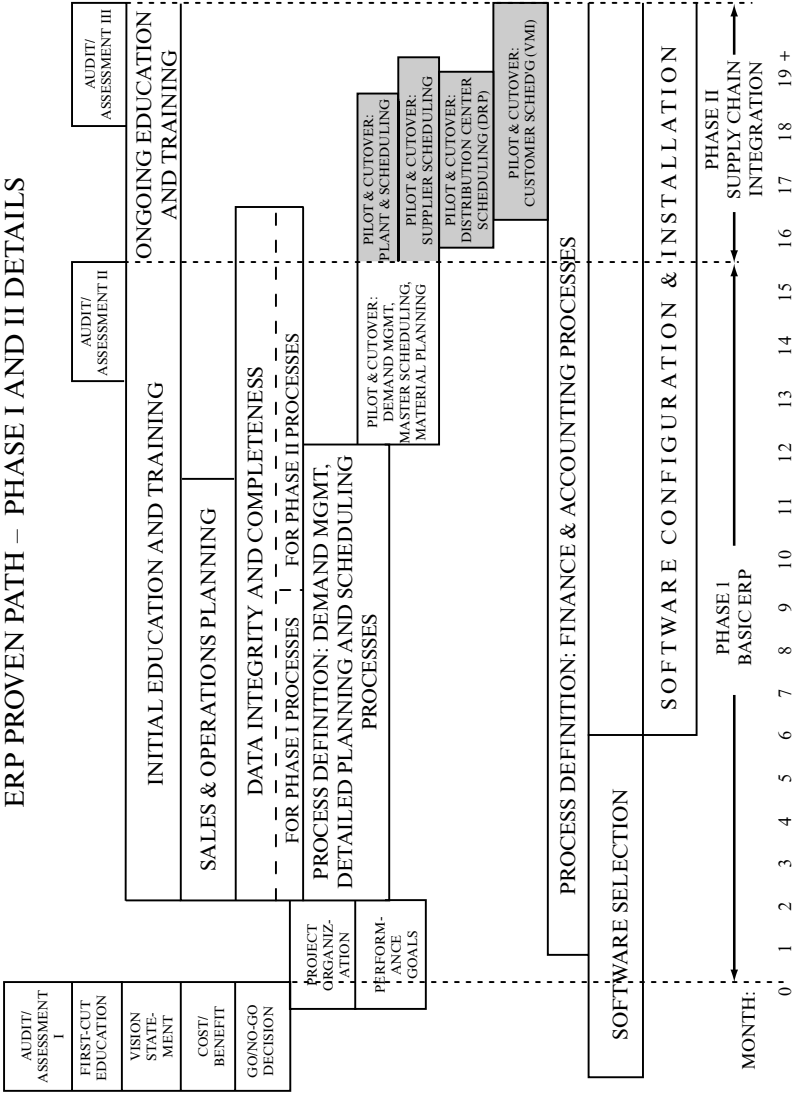 ERP PROVEN PATH – PHASE I AND II DETAILS
AUDIT/
ASSESSMENT
I
FIRST-CUT
EDUCATION
VISION
STATE-
MENT
COST/
BENEFIT
GO/NO-GO
DECISION
AUDIT/
ASSESSMENT II
AUDIT/
ASSESSMENT III
INITIAL EDUCATION AND TRAINING
ONGOING EDUCATION
AND TRAINING
SALES & OPERATIONS PLANNING
DATA INTEGRITY AND COMPLETENESS
FOR PHASE I PROCESSES
FOR PHASE II PROCESSES
PROJECT
ORGANIZ-
ATION
PERFORM-
ANCE
GOALS
PROCESS DEFINITION: DEMAND MGMT,
DETAILED PLANNING AND SCHEDULING
PROCESSES
PILOT & CUTOVER:
DEMAND MGMT,
MASTER SCHEDULING,
MATERIAL PLANNING
PILOT & CUTOVER:
PLANT & SCHEDULING
PILOT & CUTOVER:
SUPPLIER SCHEDULING
PILOT & CUTOVER:
DISTRIBUTION CENTER
SCHEDULING (DRP)
PILOT & CUTOVER:
CUSTOMER SCHED'G (VMI)
PROCESS DEFINITION: FINANCE & ACCOUNTING PROCESSES
SOFTWARE SELECTION
SOFTWARE CONFIGURATION & INSTALLATION
PHASE 1
BASIC ERP
PHASE II
SUPPLY CHAIN
INTEGRATION
MONTH:
0 1 2 3 4 5 6 7 8 9 10 11 12 13 14 15 16 17 18 19 +